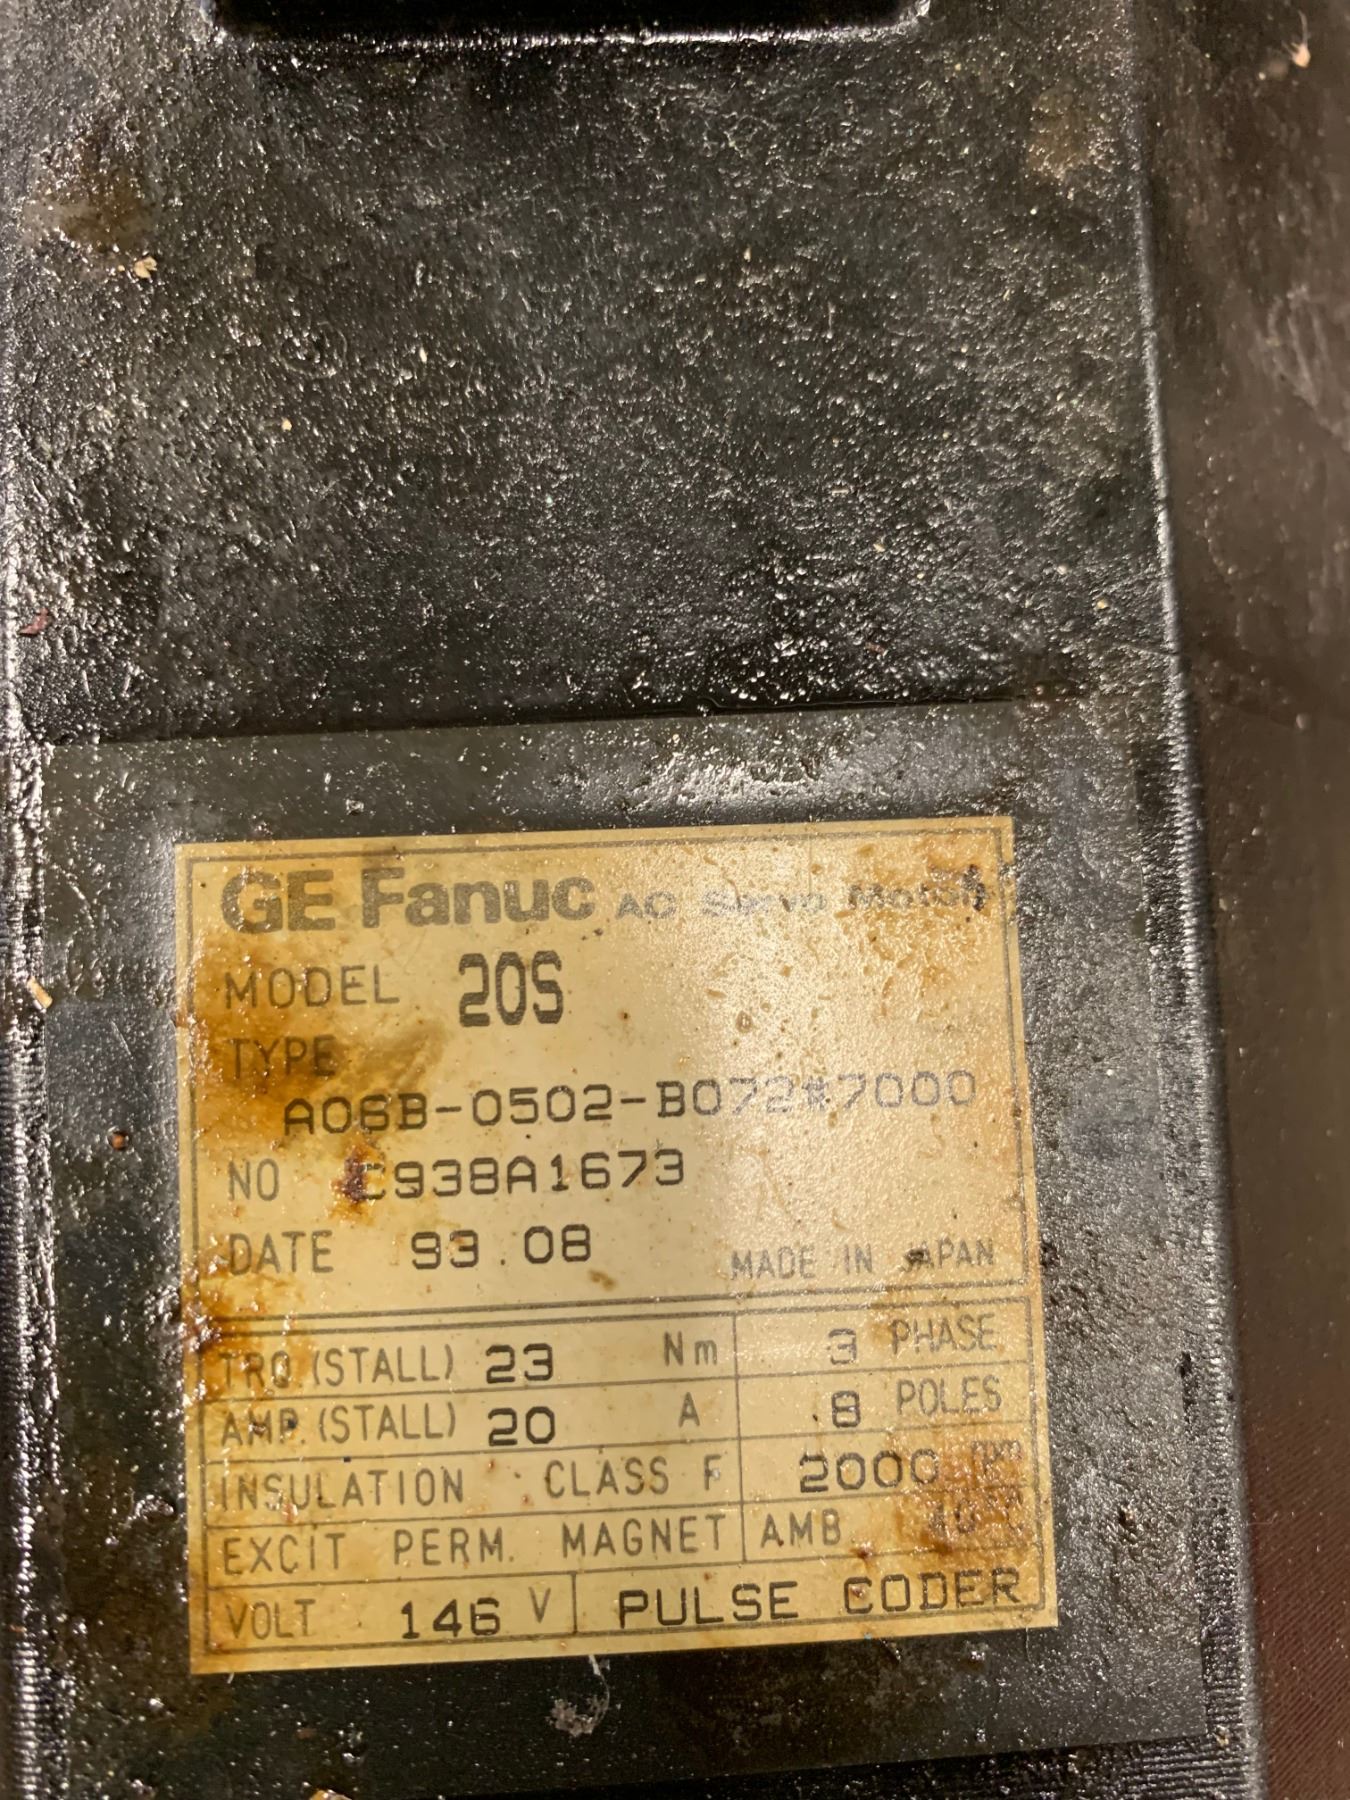 GE Fanuc AC Servo Motor
MODEL 20S
TYPE
A06B-0502-B072#7000
NO C938A1673
DATE 93.08 MADE IN JAPAN
TRQ.(STALL) 23 Nm 3 PHASE
AMP.(STALL) 20 A 8 POLES
INSULATION CLASS F 2000 rpm
EXCIT PERM. MAGNET AMB 40°C
VOLT 146 V PULSE CODER